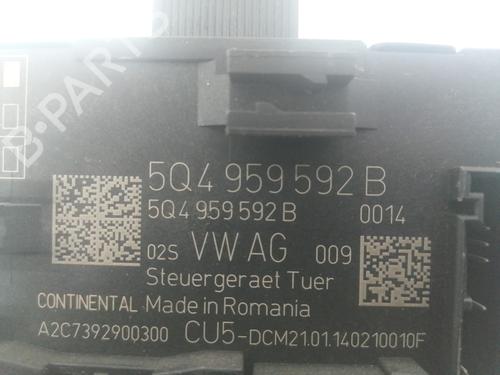 B-PARTS
5Q4 959 592 B
5Q4 959 592 B 0014
02S VW AG 009
Steuergeraet Tuer
CONTINENTAL Made in Romania
A2C7392900300 CU5-DCM21.01.140210010F